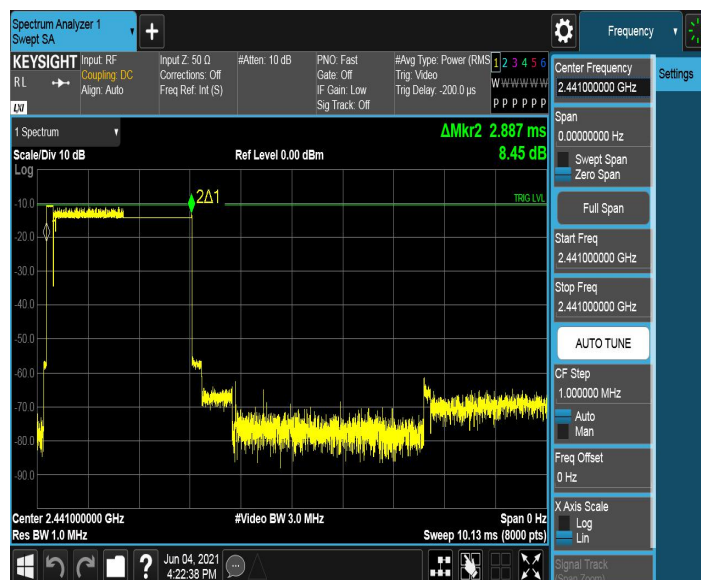 Spectrum Analyzer 1
Swept SA
+
Frequency
KEYSIGHT
RL
LXI
Input: RF
Coupling: DC
Align: Auto
Input Z: 50 Ω
Corrections: Off
Freq Ref: Int (S)
#Atten: 10 dB
PNO: Fast
Gate: Off
IF Gain: Low
Sig Track: Off
#Avg Type: Power (RMS
Trig: Video
Trig Delay: -200.0 µs
1 2 3 4 5 6
W W W W W W
P P P P P P
1 Spectrum
Scale/Div 10 dB
Log
Ref Level 0.00 dBm
ΔMkr2 2.887 ms
8.45 dB
2Δ1
TRIG LVL
-10.0
-20.0
-30.0
-40.0
-50.0
-60.0
-70.0
-80.0
-90.0
Center 2.441000000 GHz
Res BW 1.0 MHz
#Video BW 3.0 MHz
Span 0 Hz
Sweep 10.13 ms (8000 pts)
Center Frequency
2.441000000 GHz
Settings
Span
0.00000000 Hz
Swept Span
Zero Span
Full Span
Start Freq
2.441000000 GHz
Stop Freq
2.441000000 GHz
AUTO TUNE
CF Step
1.000000 MHz
Auto
Man
Freq Offset
0 Hz
X Axis Scale
Log
Lin
Signal Track
(Span Zoom)
?
Jun 04, 2021
4:22:38 PM